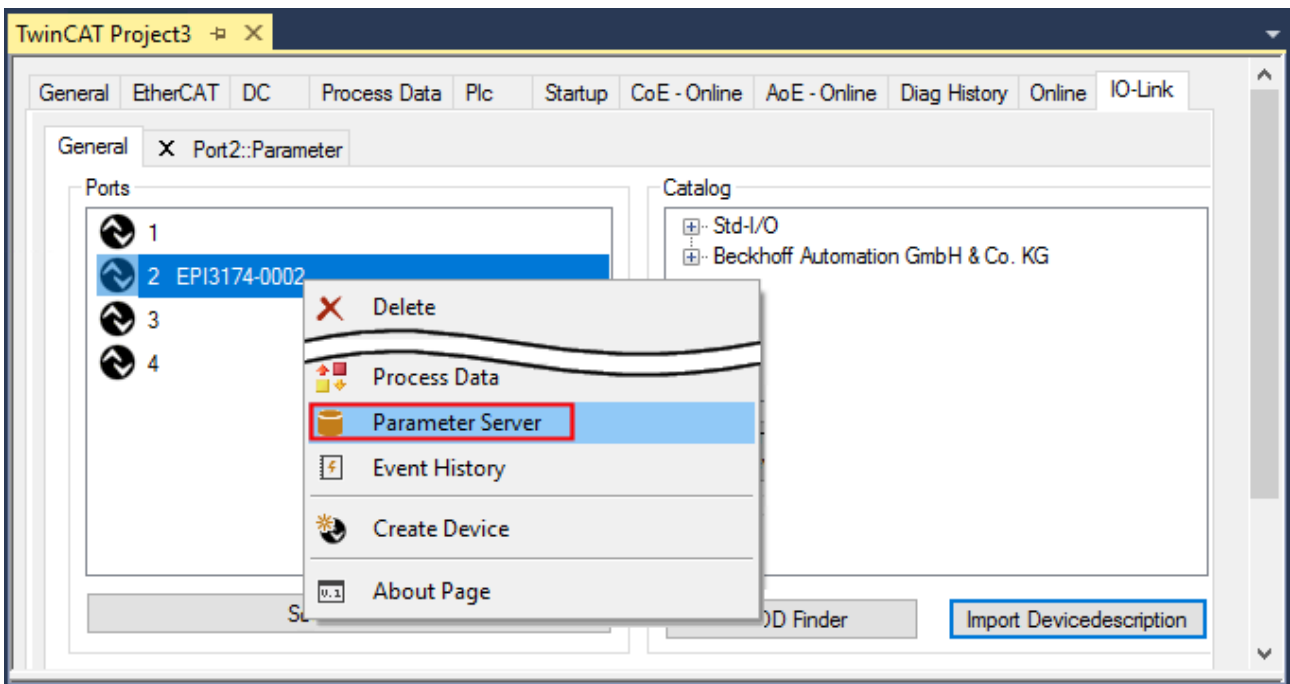 TwinCAT Project3
General EtherCAT DC Process Data Plc Startup CoE - Online AoE - Online Diag History Online IO-Link
General X Port2::Parameter
Ports
1
2 EPI3174-0002
3
4
Catalog
Std-I/O
Beckhoff Automation GmbH & Co. KG
Delete
Process Data
Parameter Server
Event History
Create Device
About Page
Finder
Import Devicedescription